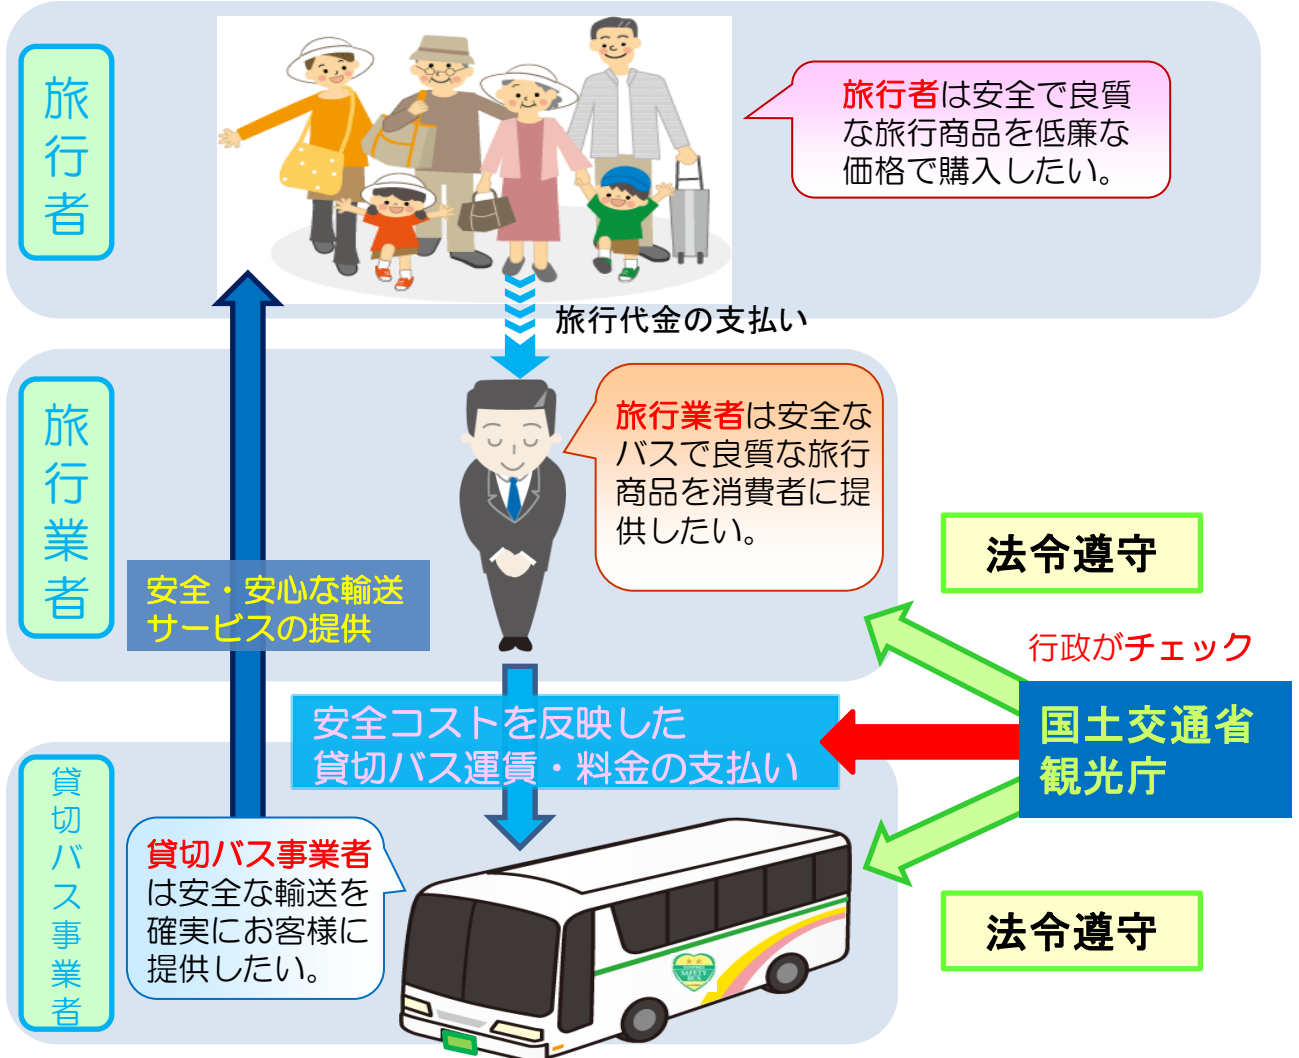 旅行者
旅行者は安全で良質
な旅行商品を低廉な
価格で購入したい。
旅行代金の支払い
旅行業者
旅行業者は安全な
バスで良質な旅行
商品を消費者に提
供したい。
法令遵守
安全・安心な輸送
サービスの提供
行政がチェック
国土交通省
観光庁
安全コストを反映した
貸切バス運賃・料金の支払い
貸切バス事業者
貸切バス事業者
は安全な輸送を
確実にお客様に
提供したい。
法令遵守
SAFETY
BUS